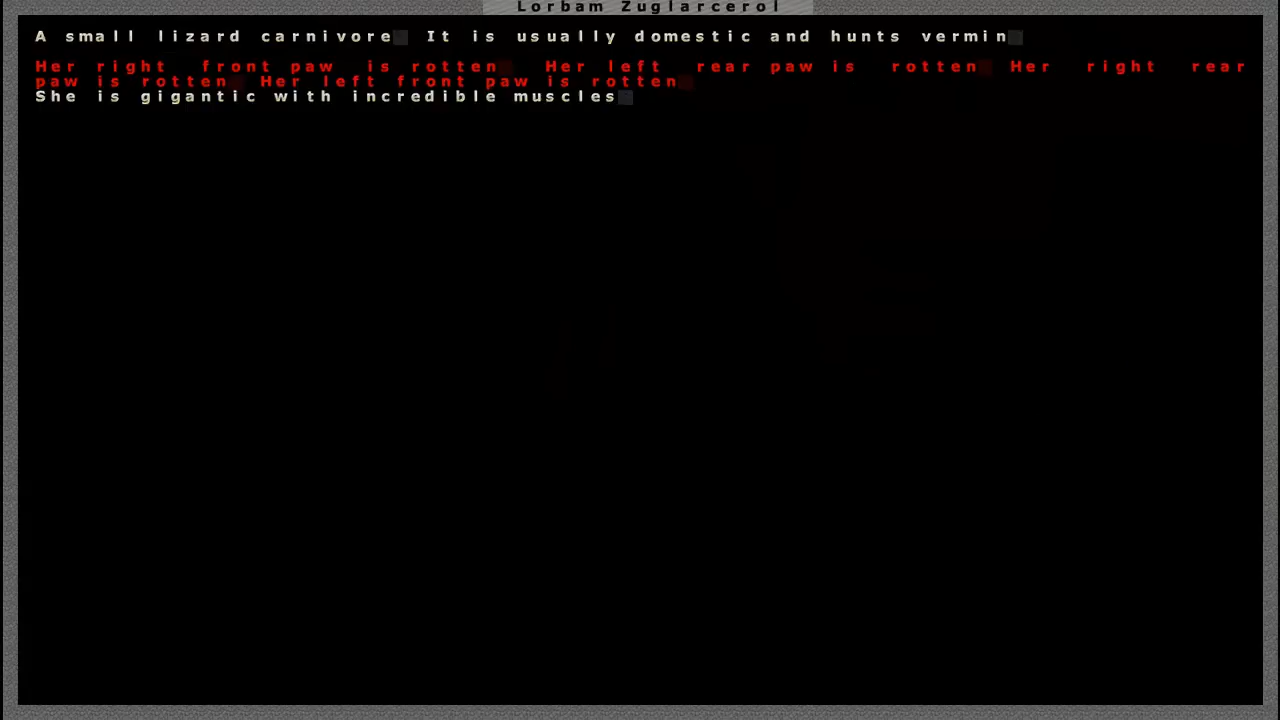 Lorbam Zuglarcerol
A small lizard carnivore. It is usually domestic and hunts vermin.
Her right front paw is rotten. Her left rear paw is rotten. Her right rear
paw is rotten. Her left front paw is rotten.
She is gigantic with incredible muscles.